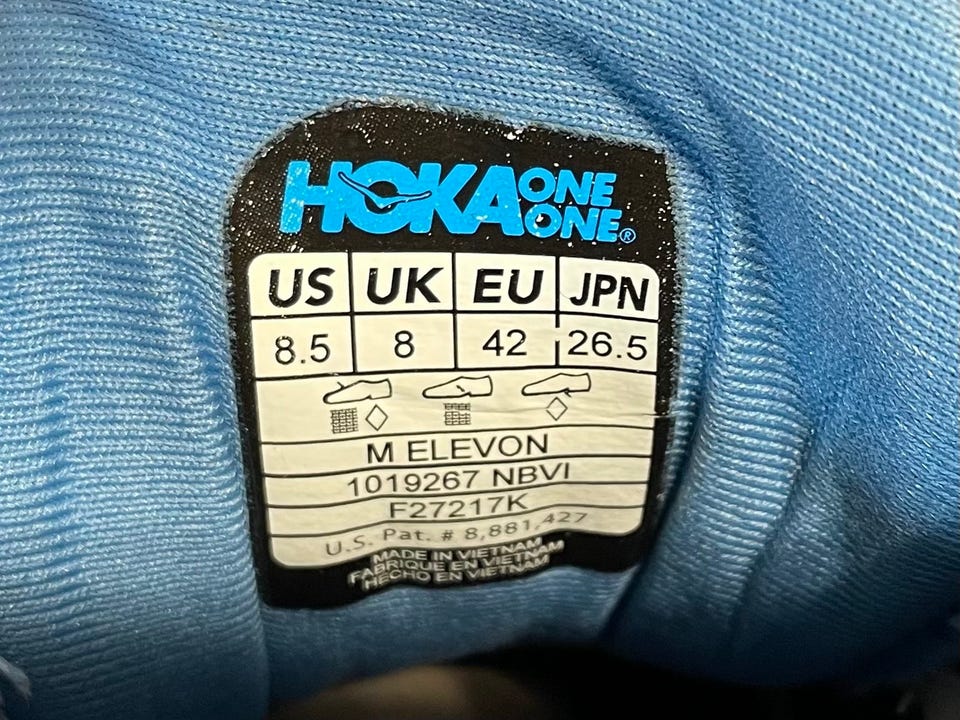 HOKA ONE ONE®
US UK EU JPN
8.5 8 42 26.5
M ELEVON
1019267 NBVI
F27217K
U.S. Pat. # 8,881,427
MADE IN VIETNAM
FABRIQUE EN VIETNAM
HECHO EN VIETNAM